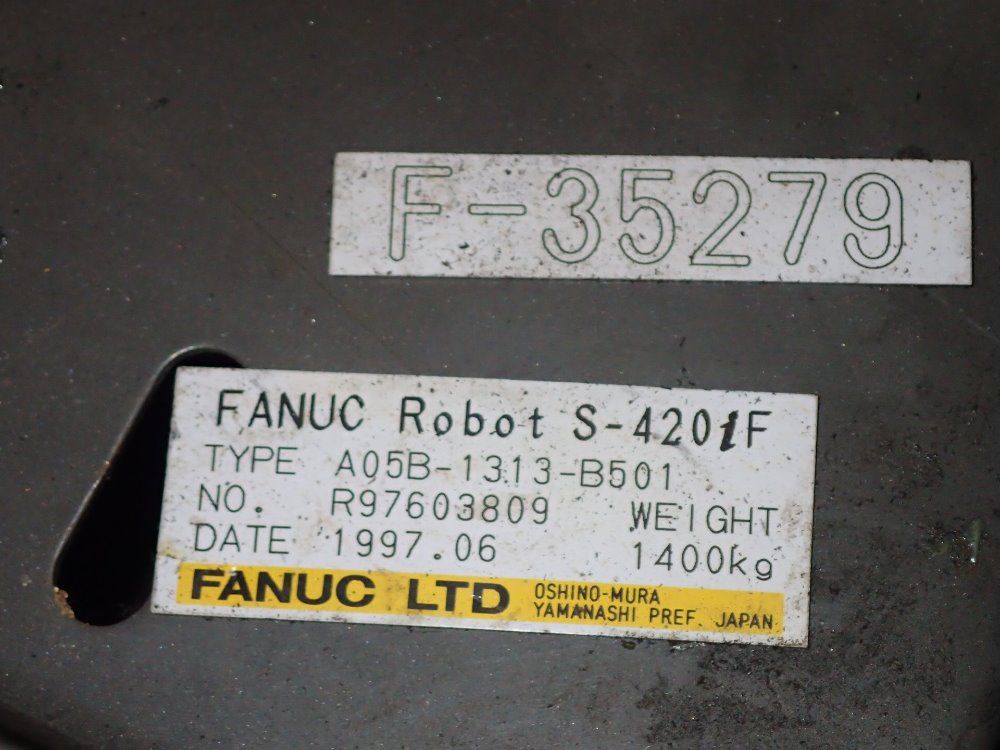 F-35279
FANUC Robot S-420iF
TYPE A05B-1313-B501
NO. R97603809 WEIGHT
DATE 1997.06 1400kg
FANUC LTD OSHINO-MURA
YAMANASHI PREF. JAPAN